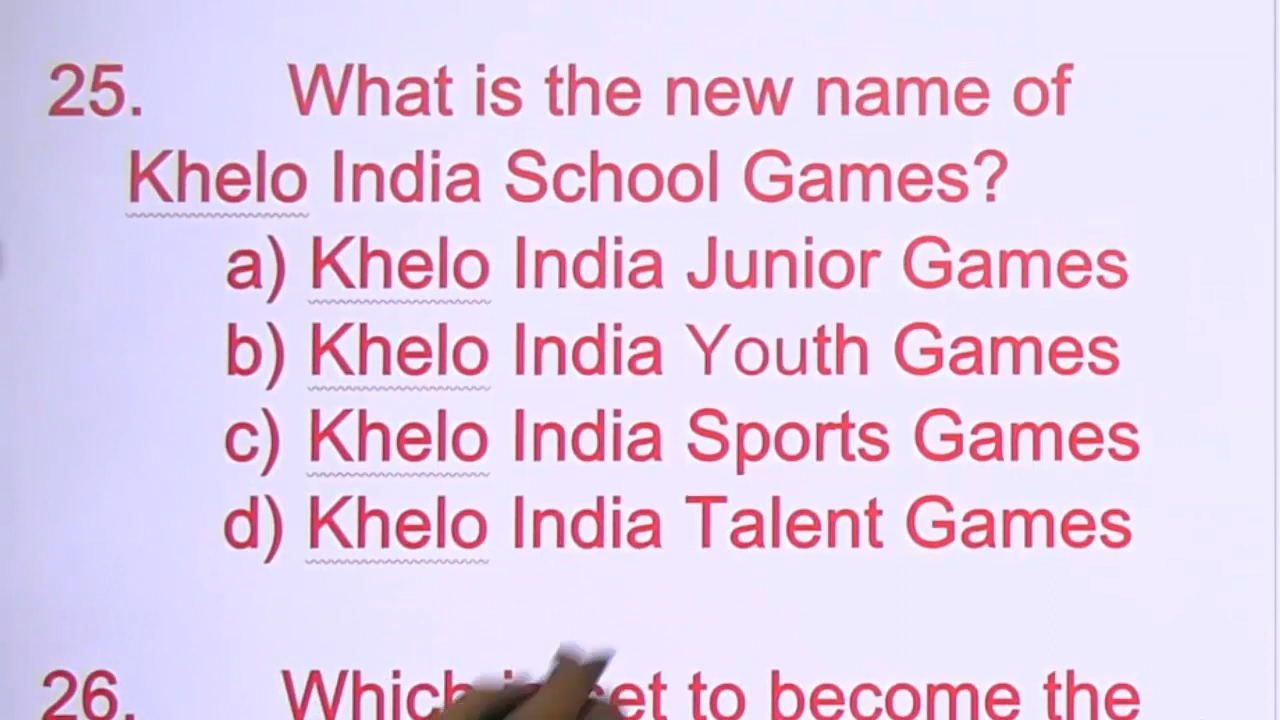 25. What is the new name of
Khelo India School Games?
a) Khelo India Junior Games
b) Khelo India Youth Games
c) Khelo India Sports Games
d) Khelo India Talent Games
26. Which set to become the